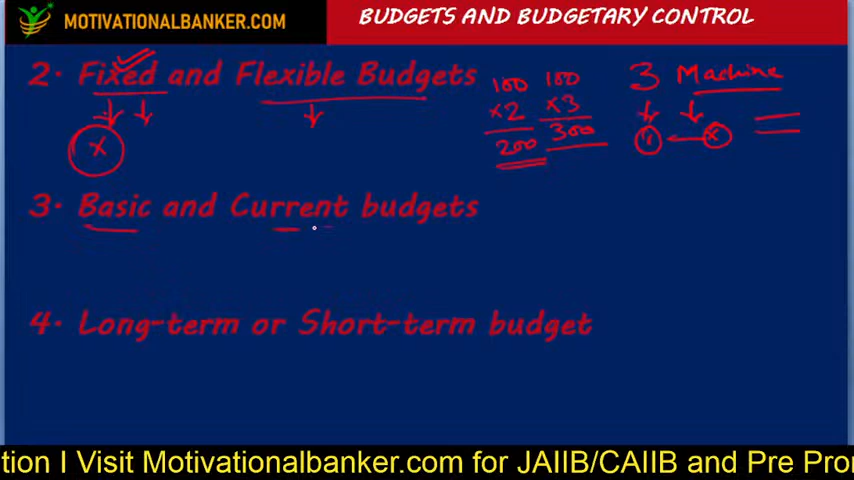 MOTIVATIONALBANKER.COM
BUDGETS AND BUDGETARY CONTROL
2. Fixed and Flexible Budgets
100 100 3 Machine
×2 ×3
200 300
x
3. Basic and Current budgets
4. Long-term or Short-term budget
tion I Visit Motivationalbanker.com for JAIIB/CAIIB and Pre Pro